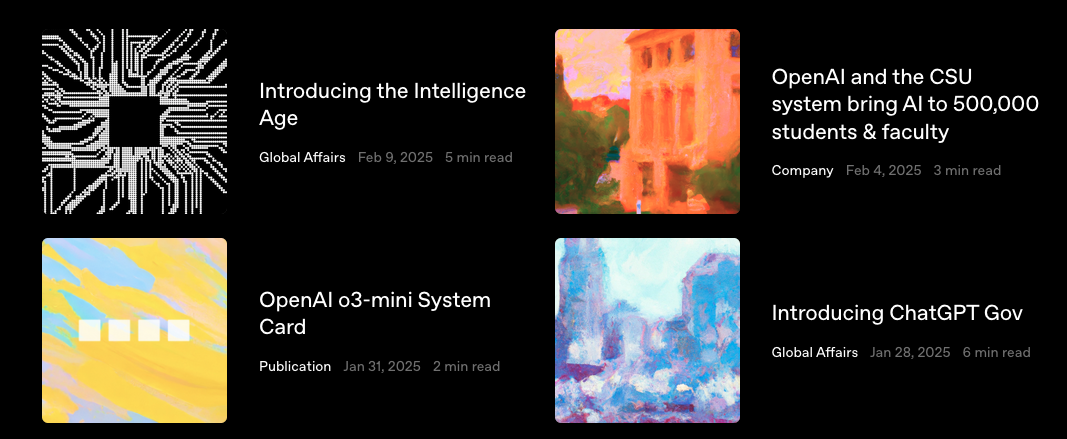 Introducing the Intelligence
Age
Global Affairs Feb 9, 2025 5 min read
OpenAI and the CSU
system bring AI to 500,000
students & faculty
Company Feb 4, 2025 3 min read
OpenAI o3-mini System
Card
Publication Jan 31, 2025 2 min read
Introducing ChatGPT Gov
Global Affairs Jan 28, 2025 6 min read